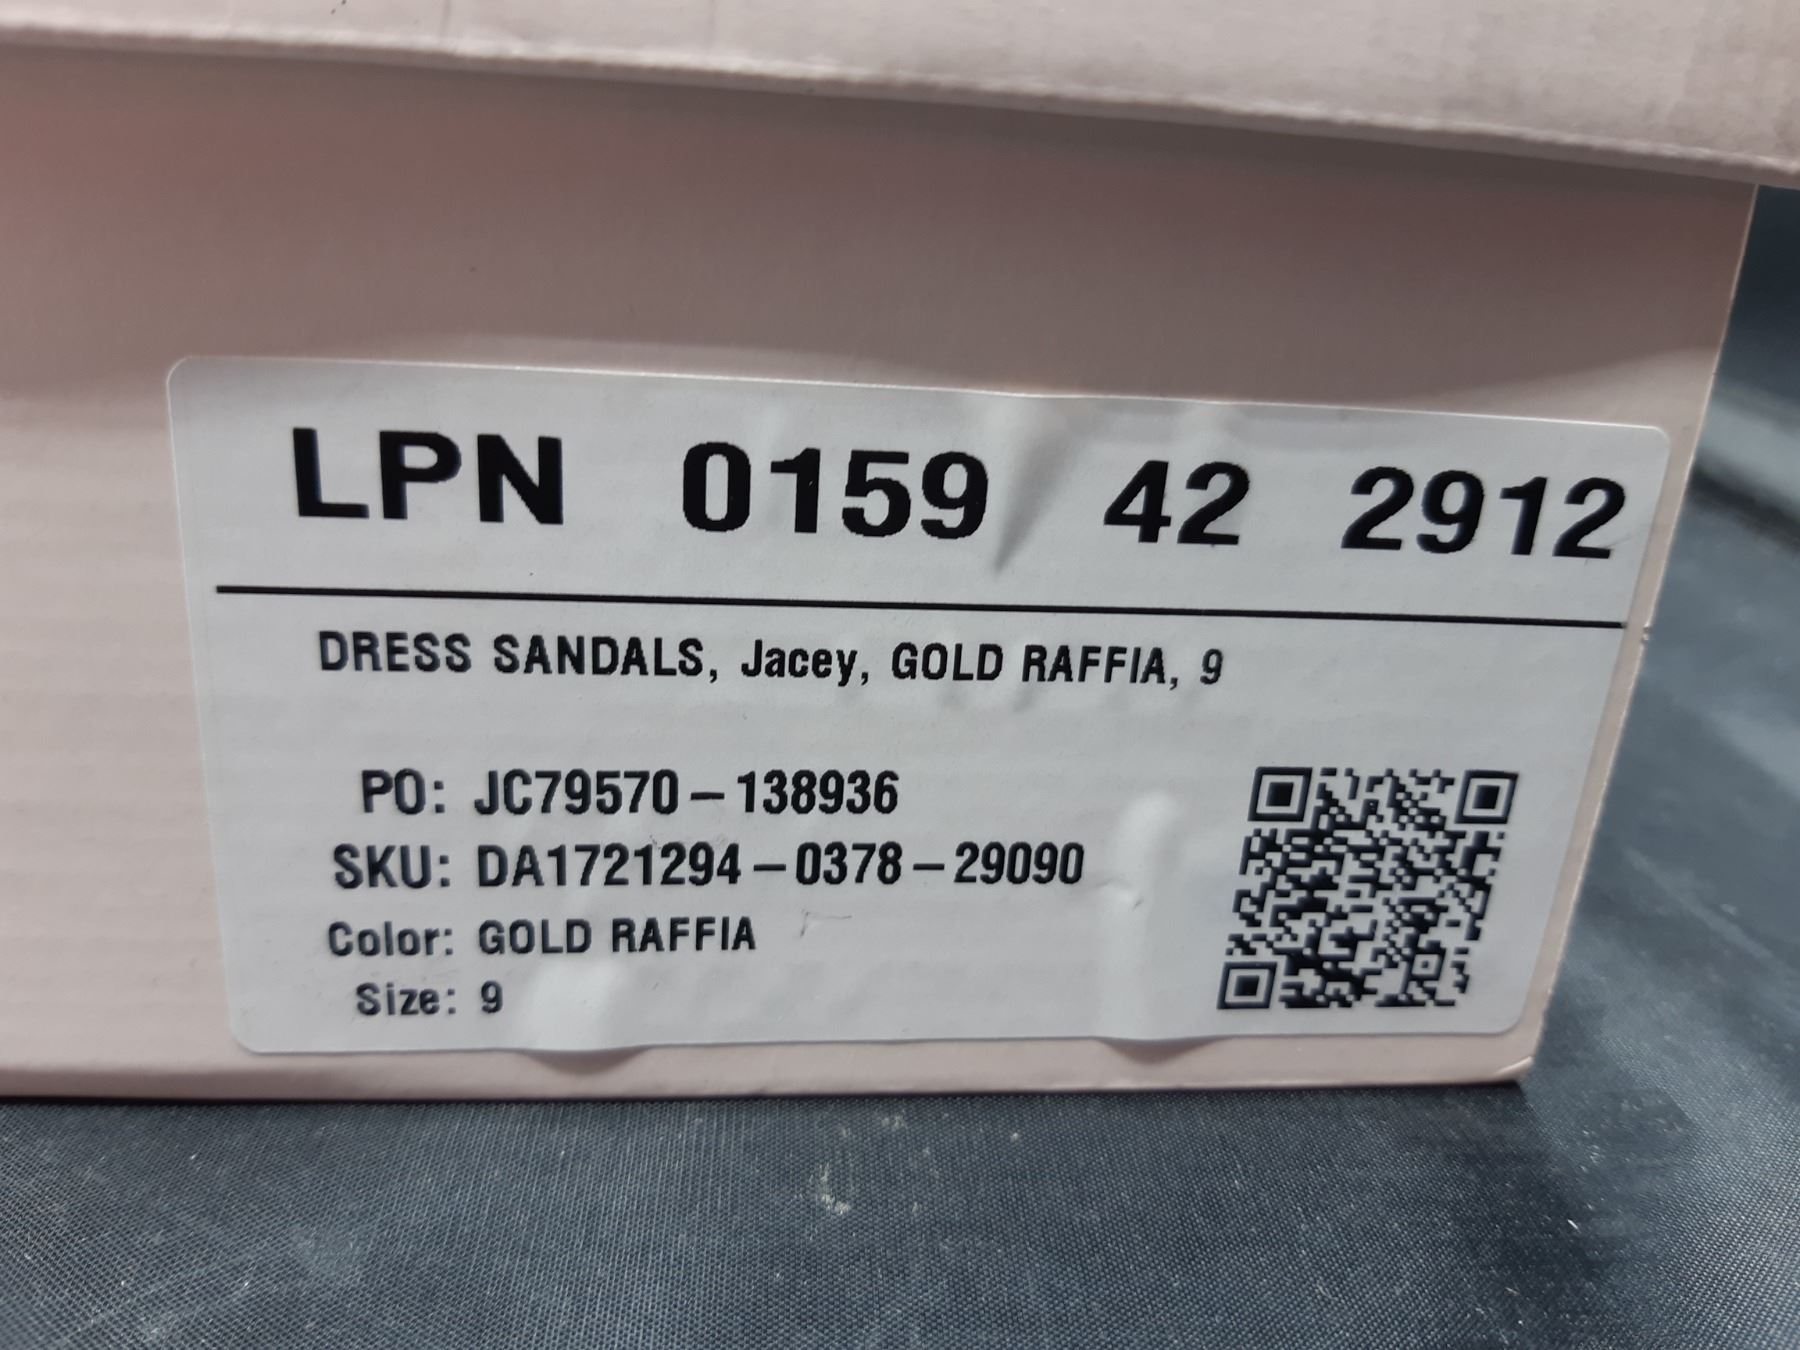 LPN 0159 42 2912
DRESS SANDALS, Jacey, GOLD RAFFIA, 9
PO: JC79570-138936
SKU: DA1721294-0378-29090
Color: GOLD RAFFIA
Size: 9